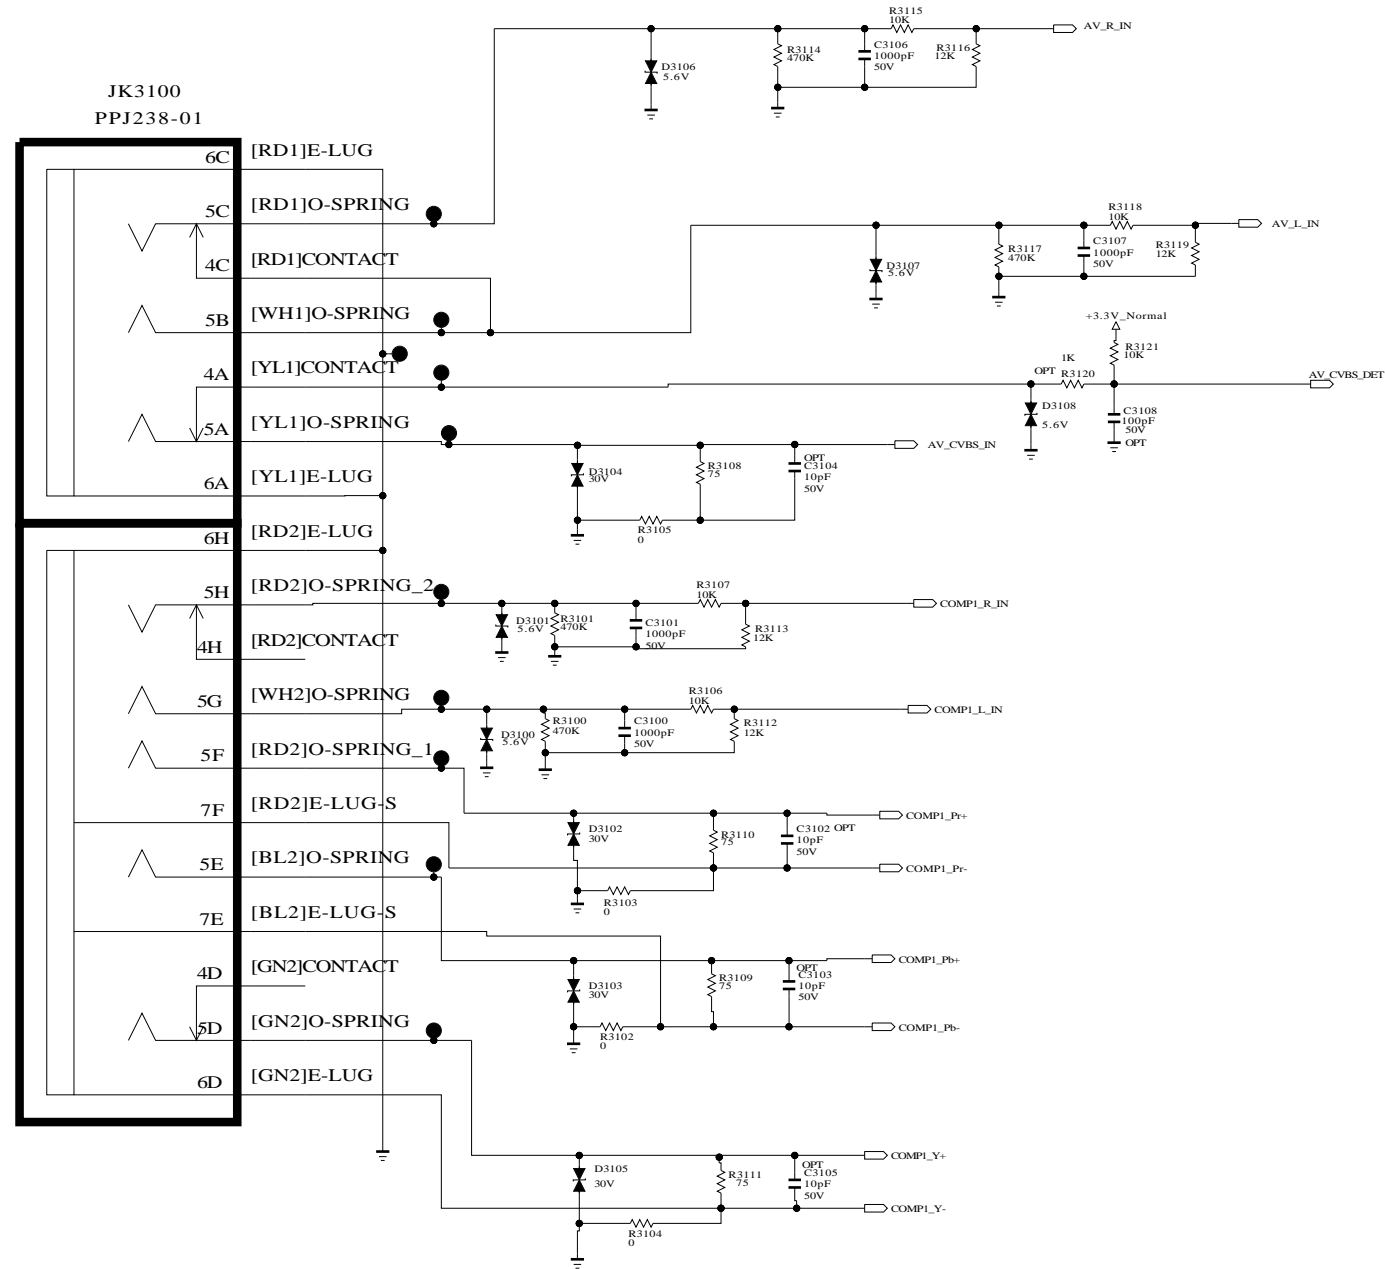 JK3100
PPJ238-01
6C [RD1]E-LUG
5C [RD1]O-SPRING
4C [RD1]CONTACT
5B [WH1]O-SPRING
4A [YL1]CONTACT
5A [YL1]O-SPRING
6A [YL1]E-LUG
6H [RD2]E-LUG
5H [RD2]O-SPRING_2
4H [RD2]CONTACT
5G [WH2]O-SPRING
5F [RD2]O-SPRING_1
7F [RD2]E-LUG-S
5E [BL2]O-SPRING
7E [BL2]E-LUG-S
4D [GN2]CONTACT
5D [GN2]O-SPRING
6D [GN2]E-LUG
D3106
5.6V
R3114
470K
C3106
1000pF
50V
R3115
10K
R3116
12K
AV_R_IN
D3107
5.6V
R3117
470K
C3107
1000pF
50V
R3118
10K
R3119
12K
AV_L_IN
+3.3V_Normal
R3121
10K
1K
OPT
R3120
D3108
5.6V
C3108
100pF
50V
OPT
AV_CVBS_DET
D3104
30V
R3108
75
OPT
C3104
10pF
50V
R3105
0
AV_CVBS_IN
D3101
5.6V
R3101
470K
C3101
1000pF
50V
R3107
10K
R3113
12K
COMP1_R_IN
D3100
5.6V
R3100
470K
C3100
1000pF
50V
R3106
10K
R3112
12K
COMP1_L_IN
D3102
30V
R3110
75
C3102 OPT
10pF
50V
R3103
0
COMP1_Pr+
COMP1_Pr-
D3103
30V
R3109
75
OPT
C3103
10pF
50V
R3102
0
COMP1_Pb+
COMP1_Pb-
D3105
30V
R3111
75
OPT
C3105
10pF
50V
R3104
0
COMP1_Y+
COMP1_Y-